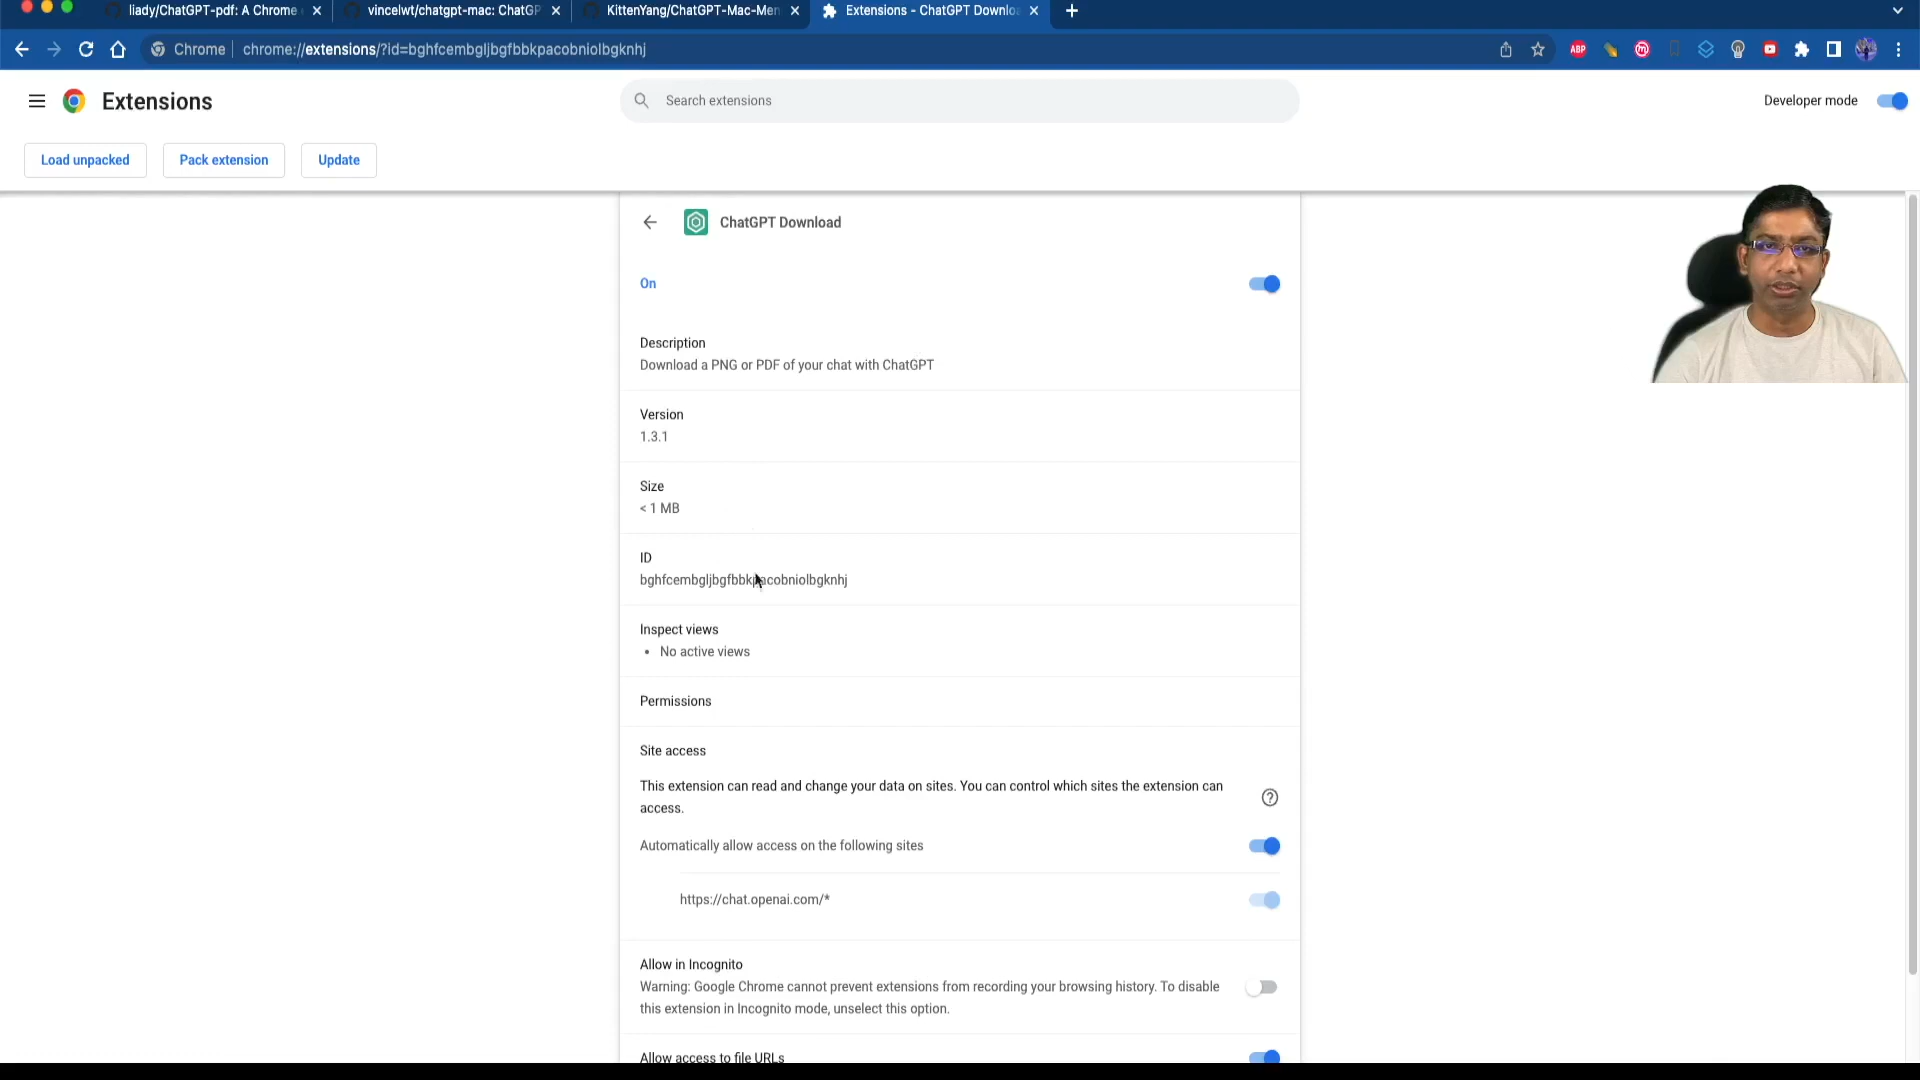 liady/ChatGPT-pdf: A Chrome
vincelwt/chatgpt-mac: ChatGP
KittenYang/ChatGPT-Mac-Men
Extensions - ChatGPT Downlo
Chrome
chrome://extensions/?id=bghfcembgljbgfbbkpacobniolbgknhj
ABP
Extensions
Search extensions
Developer mode
Load unpacked
Pack extension
Update
ChatGPT Download
On
Description
Download a PNG or PDF of your chat with ChatGPT
Version
1.3.1
Size
< 1 MB
ID
bghfcembgljbgfbbkpacobniolbgknhj
Inspect views
• No active views
Permissions
Site access
This extension can read and change your data on sites. You can control which sites the extension can
access.
Automatically allow access on the following sites
https://chat.openai.com/*
Allow in Incognito
Warning: Google Chrome cannot prevent extensions from recording your browsing history. To disable
this extension in Incognito mode, unselect this option.
Allow access to file URLs